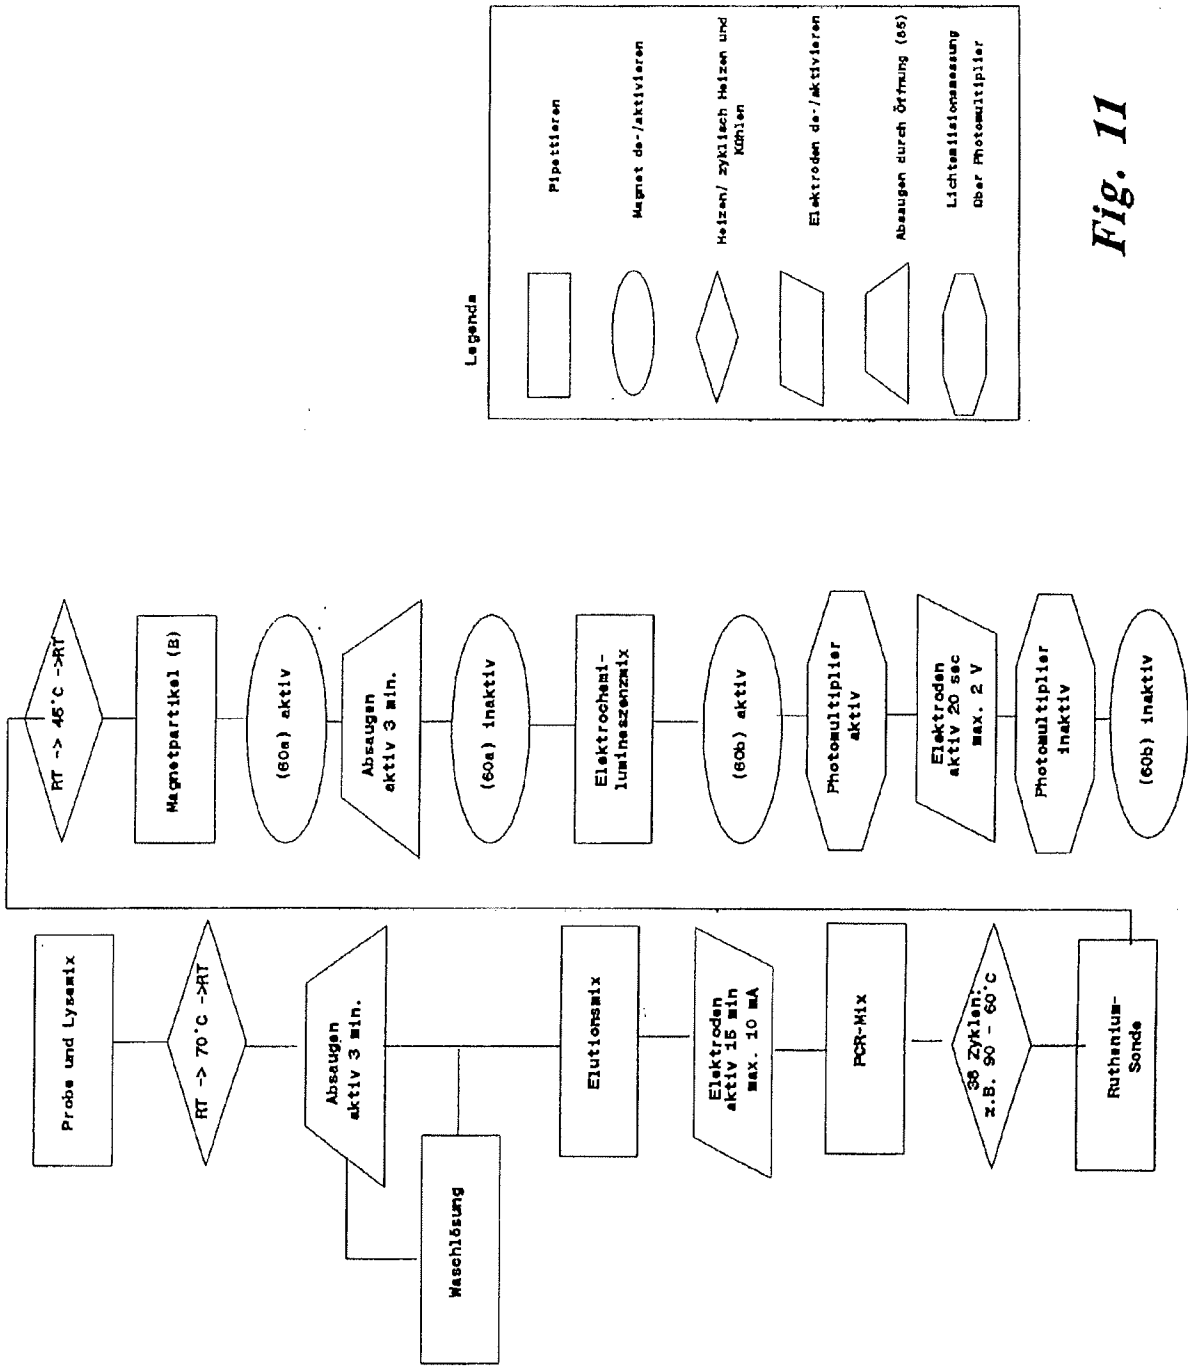 Probe und Lysemix
RT -> 70°C ->RT
Absaugen
aktiv 3 min.
Waschlösung
Elutionsmix
Elektroden
aktiv 15 min
max. 10 mA
PCR-Mix
38 Zyklen:
z.B. 90 - 60°C
Ruthenium-
Sonde
RT -> 45°C ->RT
Magnetpartikel (B)
(60a) aktiv
Absaugen
aktiv 3 min.
(60a) inaktiv
Elektrochemi-
lumineszenzmix
(60b) aktiv
Photomultiplier
aktiv
Elektroden
aktiv 20 sec
max. 2 V
Photomultiplier
inaktiv
(60b) inaktiv
Legende
Pipettieren
Magnet de-/aktivieren
Heizen/ zyklisch Heizen und
Kühlen
Elektroden de-/aktivieren
Absaugen durch Öffnung (85)
Lichtemilsionsmessung
über Photomultiplier
Fig. 11